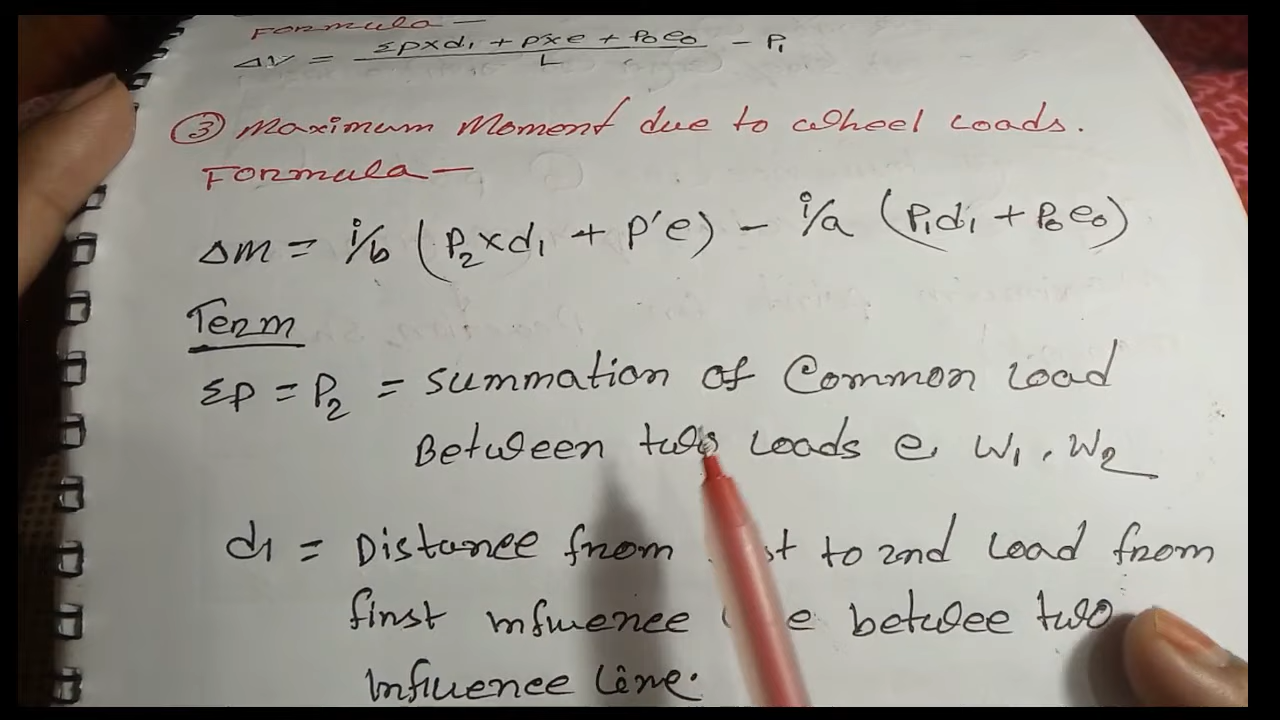 Formula —
ΔV = ΣP×d₁ + P'×e + P₀e₀ / L - P₁
③ Maximum Moment due to wheel Loads.
Formula —
ΔM = i/b (P₂×d₁ + P'e) - i/a (P₁d₁ + P₀e₀)
Term
ΣP = P₂ = Summation of Common Load
Between two Loads e, W₁, W₂
d₁ = Distance from to 2nd Load from
first influence betwee two
Influence Line.